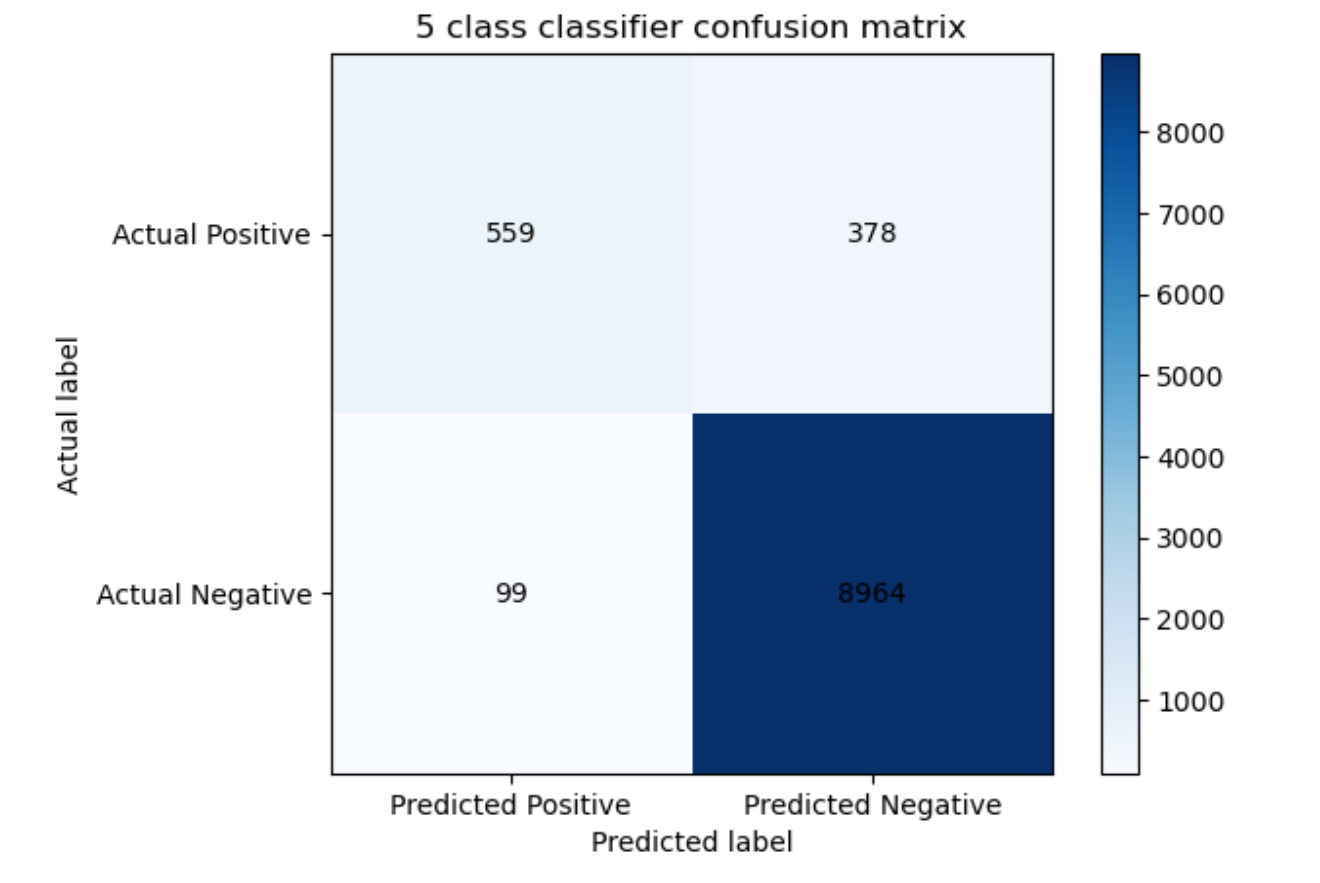 5 class classifier confusion matrix
Actual label
Actual Positive
559
378
Actual Negative
99
8964
Predicted Positive
Predicted Negative
Predicted label
8000
7000
6000
5000
4000
3000
2000
1000